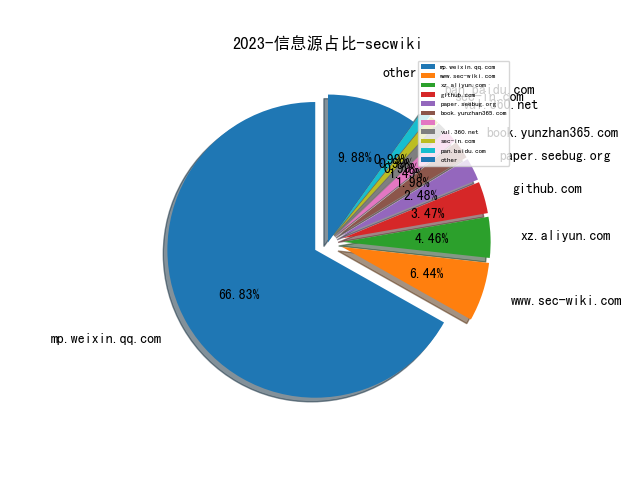 2023-信息源占比-secwiki
other
mp.weixin.qq.com
www.sec-wiki.com
xz.aliyun.com
github.com
paper.seebug.org
book.yunzhan365.com
vul.360.net
sec-in.com
pan.baidu.com
other
pan.baidu.com
book.yunzhan365.com
paper.seebug.org
github.com
xz.aliyun.com
www.sec-wiki.com
mp.weixin.qq.com
9.88%
0.99%
1.98%
2.48%
3.47%
4.46%
6.44%
66.83%